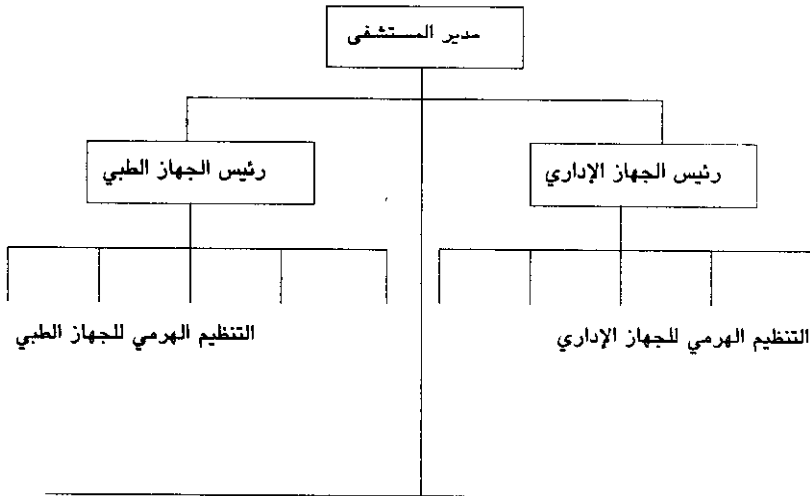 مدير المستشفى
رئيس الجهاز الإداري
رئيس الجهاز الطبي
التنظيم الهرمي للجهاز الإداري
التنظيم الهرمي للجهاز الطبي